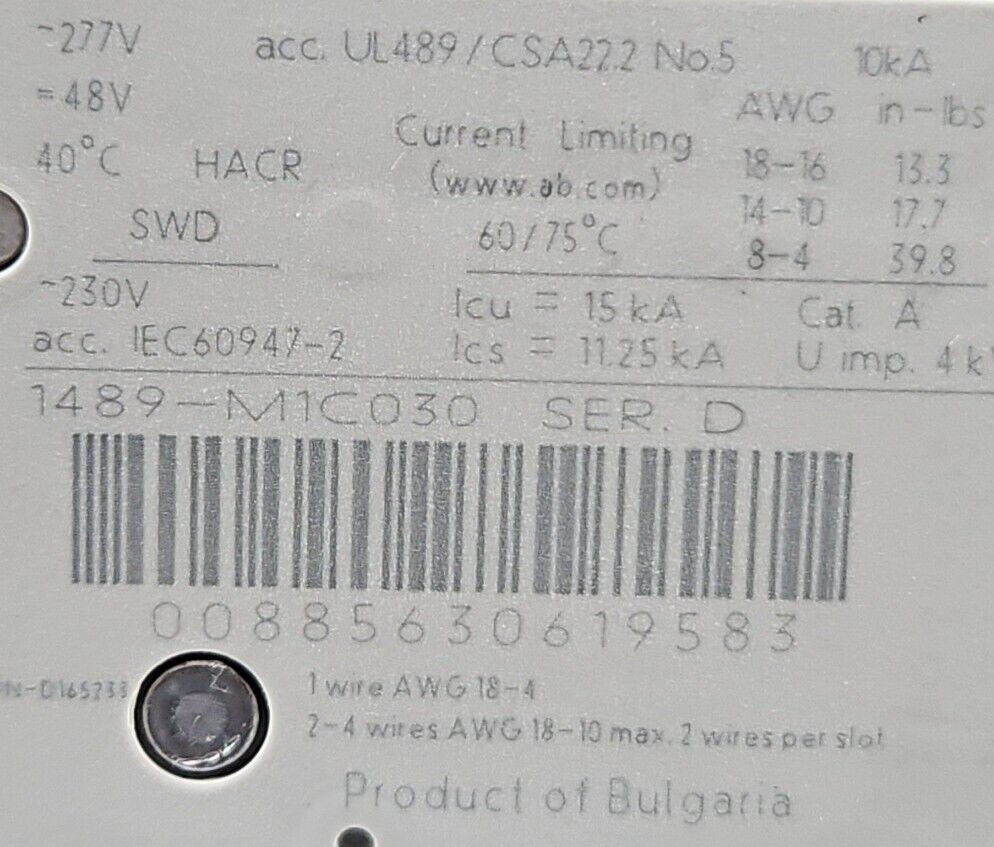 ~277V acc. UL489/CSA22.2 No.5 10kA
=48V AWG in-lbs
40°C HACR Current Limiting 18-16 13.3
(www.ab.com) 14-10 17.7
SWD 60/75°C 8-4 39.8
~230V Icu = 15 kA Cat. A
acc. IEC60947-2 Ics = 11.25 kA U imp. 4 k
1489-M1C030 SER. D
00885630619583
PN-D165233 1 wire AWG 18-4
2-4 wires AWG 18-10 max. 2 wires per slot
Product of Bulgaria